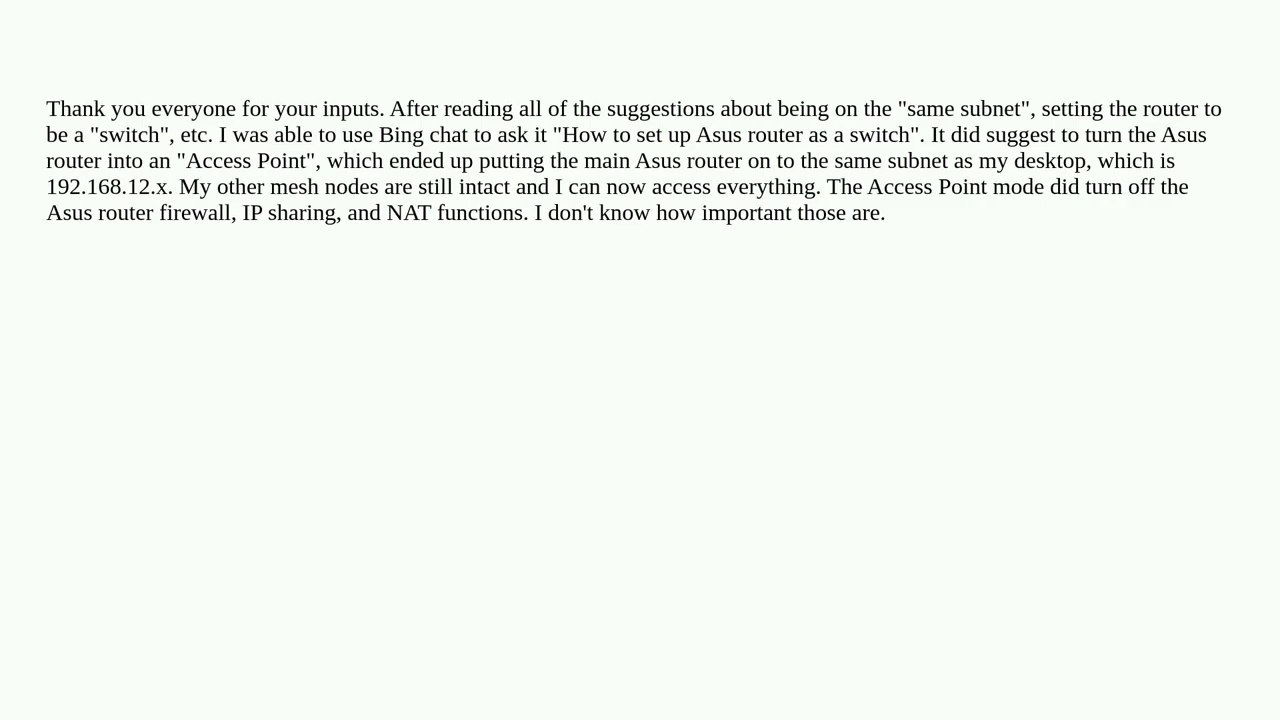 Thank you everyone for your inputs. After reading all of the suggestions about being on the "same subnet", setting the router to
be a "switch", etc. I was able to use Bing chat to ask it "How to set up Asus router as a switch". It did suggest to turn the Asus
router into an "Access Point", which ended up putting the main Asus router on to the same subnet as my desktop, which is
192.168.12.x. My other mesh nodes are still intact and I can now access everything. The Access Point mode did turn off the
Asus router firewall, IP sharing, and NAT functions. I don't know how important those are.